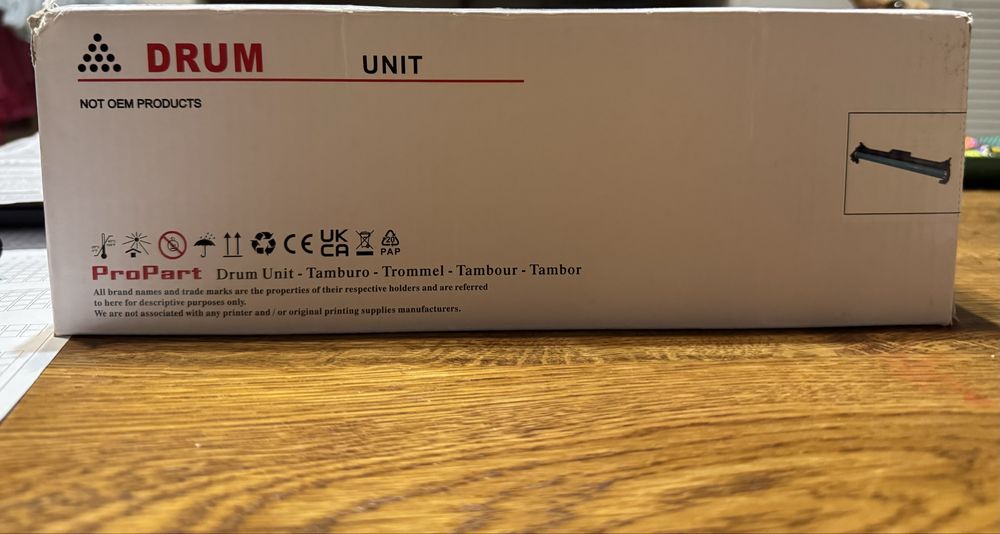 DRUM UNIT
NOT OEM PRODUCTS
CE UK CA 20 PAP
ProPart Drum Unit - Tamburo - Trommel - Tambour - Tambor
All brand names and trade marks are the properties of their respective holders and are referred
to here for descriptive purposes only.
We are not associated with any printer and / or original printing supplies manufacturers.